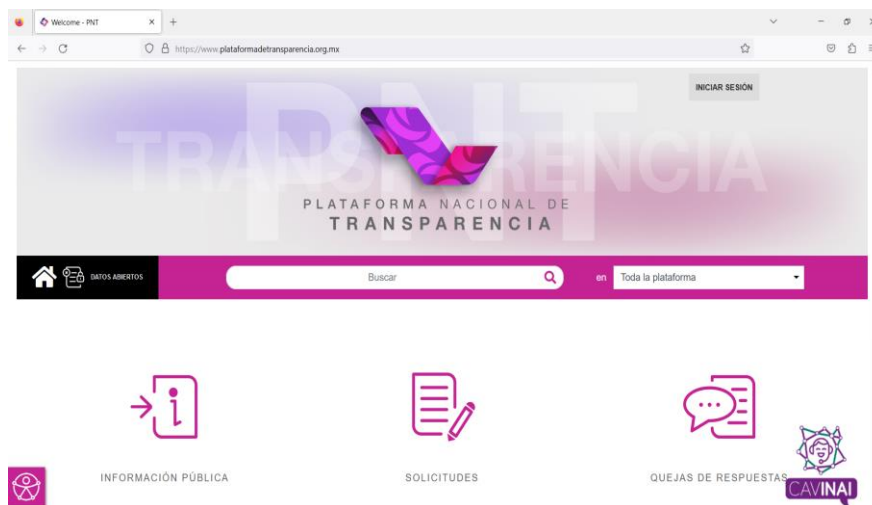 Welcome - PNT
https://www.plataformadetransparencia.org.mx
INICIAR SESIÓN
PNT
TRANSPARENCIA
PLATAFORMA NACIONAL DE
TRANSPARENCIA
DATOS ABIERTOS
Buscar
en
Toda la plataforma
INFORMACIÓN PÚBLICA
SOLICITUDES
QUEJAS DE RESPUESTAS
CAVINAI